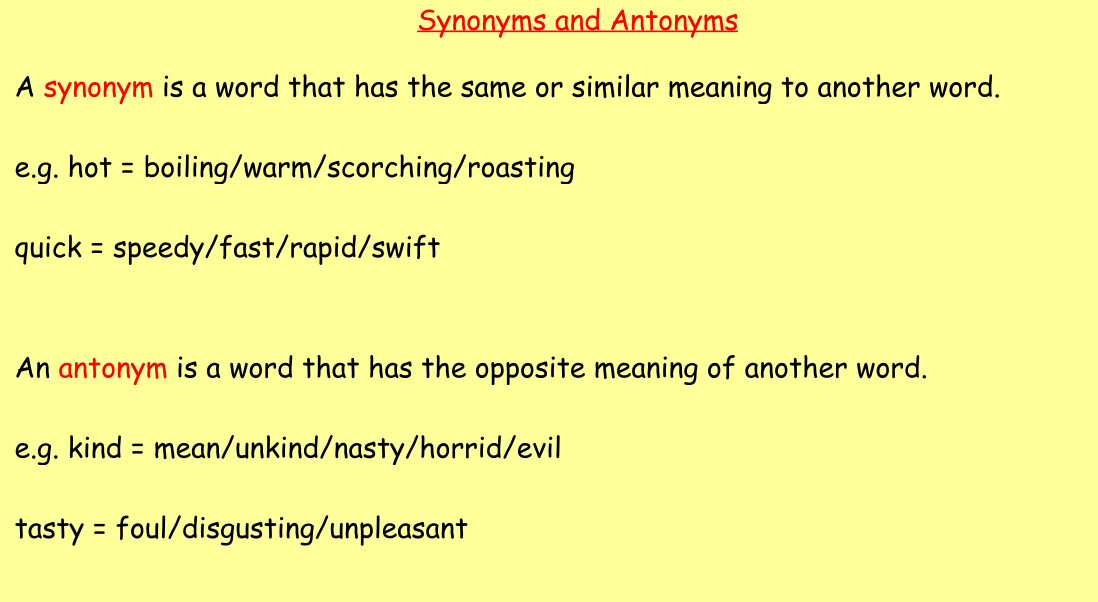 Synonyms and Antonyms
A synonym is a word that has the same or similar meaning to another word.
e.g. hot = boiling/warm/scorching/roasting
quick = speedy/fast/rapid/swift
An antonym is a word that has the opposite meaning of another word.
e.g. kind = mean/unkind/nasty/horrid/evil
tasty = foul/disgusting/unpleasant